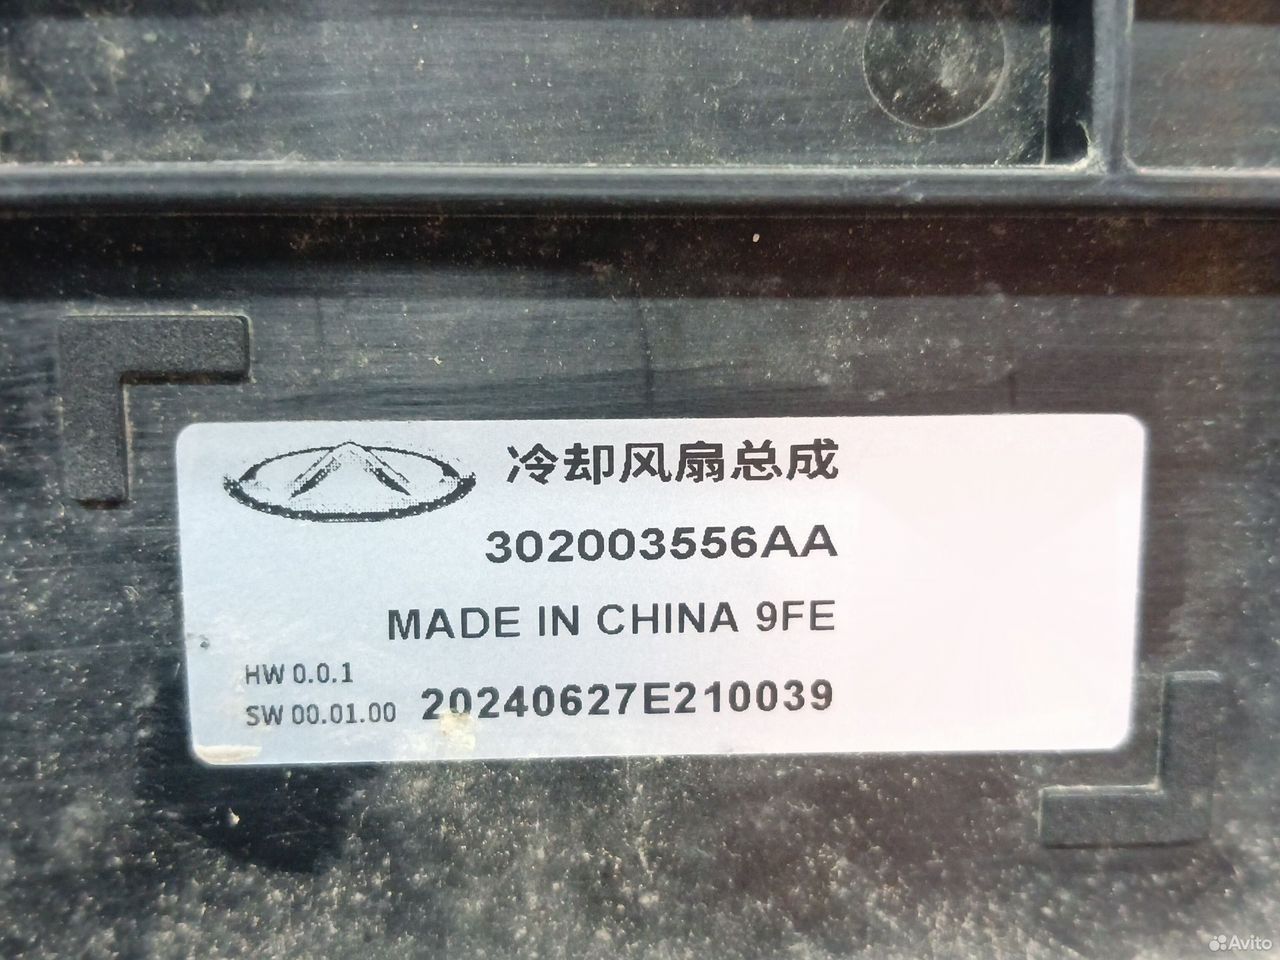 冷却风扇总成
302003556AA
MADE IN CHINA 9FE
HW 0.0.1
SW 00.01.00 20240627E210039
Avito